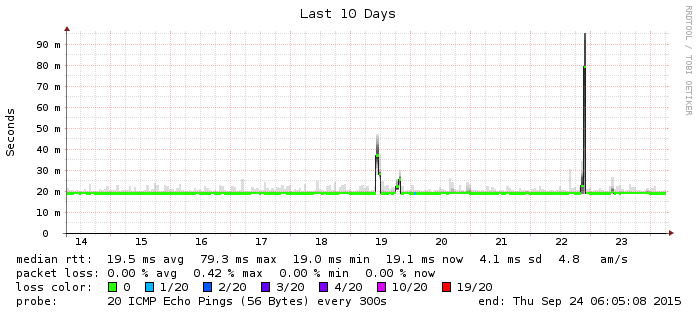 Last 10 Days
RRDTOOL / TOBI OETIKER
Seconds
90 m
80 m
70 m
60 m
50 m
40 m
30 m
20 m
10 m
0
14 15 16 17 18 19 20 21 22 23
median rtt: 19.5 ms avg 79.3 ms max 19.0 ms min 19.1 ms now 4.1 ms sd 4.8 am/s
packet loss: 0.00 % avg 0.42 % max 0.00 % min 0.00 % now
loss color: 0 1/20 2/20 3/20 4/20 10/20 19/20
probe: 20 ICMP Echo Pings (56 Bytes) every 300s end: Thu Sep 24 06:05:08 2015